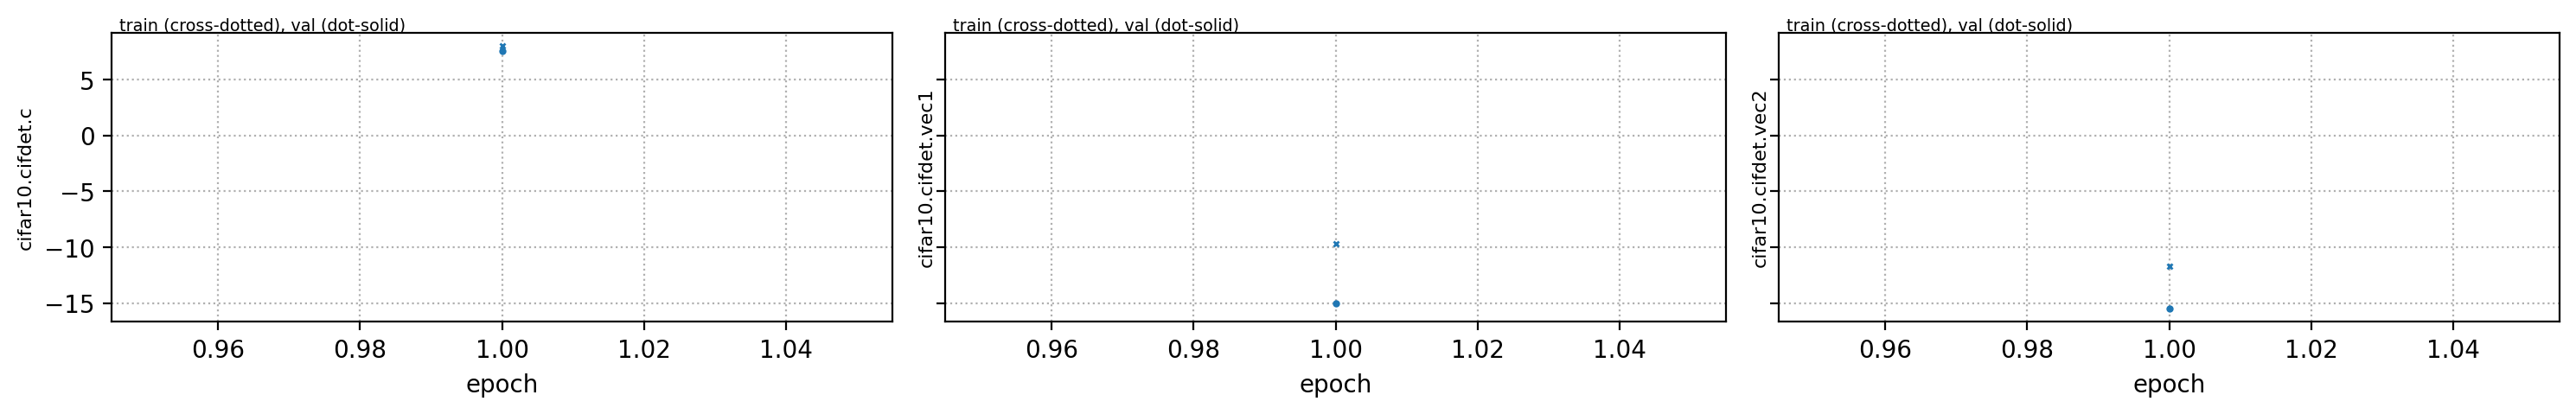 train (cross-dotted), val (dot-solid)
cifar10.cifdet.c
5
0
−5
−10
−15
0.96 0.98 1.00 1.02 1.04
epoch
train (cross-dotted), val (dot-solid)
cifar10.cifdet.vec1
0.96 0.98 1.00 1.02 1.04
epoch
train (cross-dotted), val (dot-solid)
cifar10.cifdet.vec2
0.96 0.98 1.00 1.02 1.04
epoch